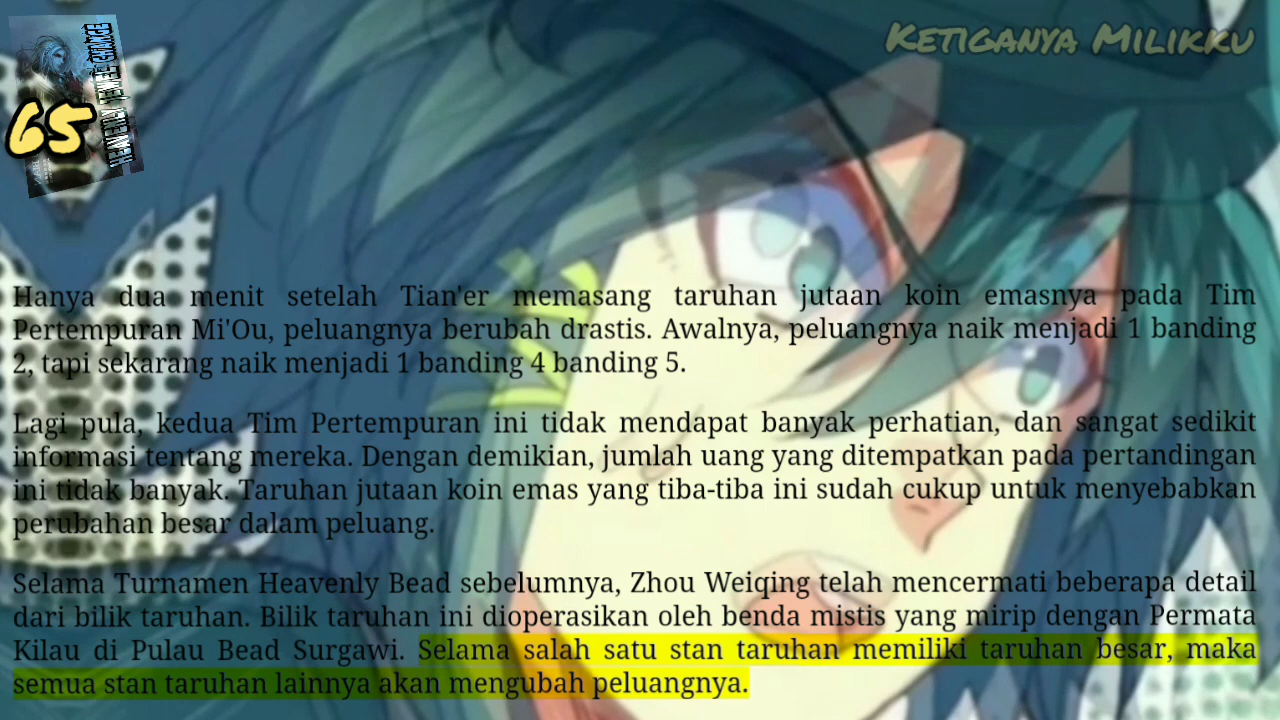 Ketiganya Milikku
65
HEAVENLY JEWEL CHANGE
Hanya dua menit setelah Tian'er memasang taruhan jutaan koin emasnya pada Tim
Pertempuran Mi'Ou, peluangnya berubah drastis. Awalnya, peluangnya naik menjadi 1 banding
2, tapi sekarang naik menjadi 1 banding 4 banding 5.
Lagi pula, kedua Tim Pertempuran ini tidak mendapat banyak perhatian, dan sangat sedikit
informasi tentang mereka. Dengan demikian, jumlah uang yang ditempatkan pada pertandingan
ini tidak banyak. Taruhan jutaan koin emas yang tiba-tiba ini sudah cukup untuk menyebabkan
perubahan besar dalam peluang.
Selama Turnamen Heavenly Bead sebelumnya, Zhou Weiqing telah mencermati beberapa detail
dari bilik taruhan. Bilik taruhan ini dioperasikan oleh benda mistis yang mirip dengan Permata
Kilau di Pulau Bead Surgawi. Selama salah satu stan taruhan memiliki taruhan besar, maka
semua stan taruhan lainnya akan mengubah peluangnya.